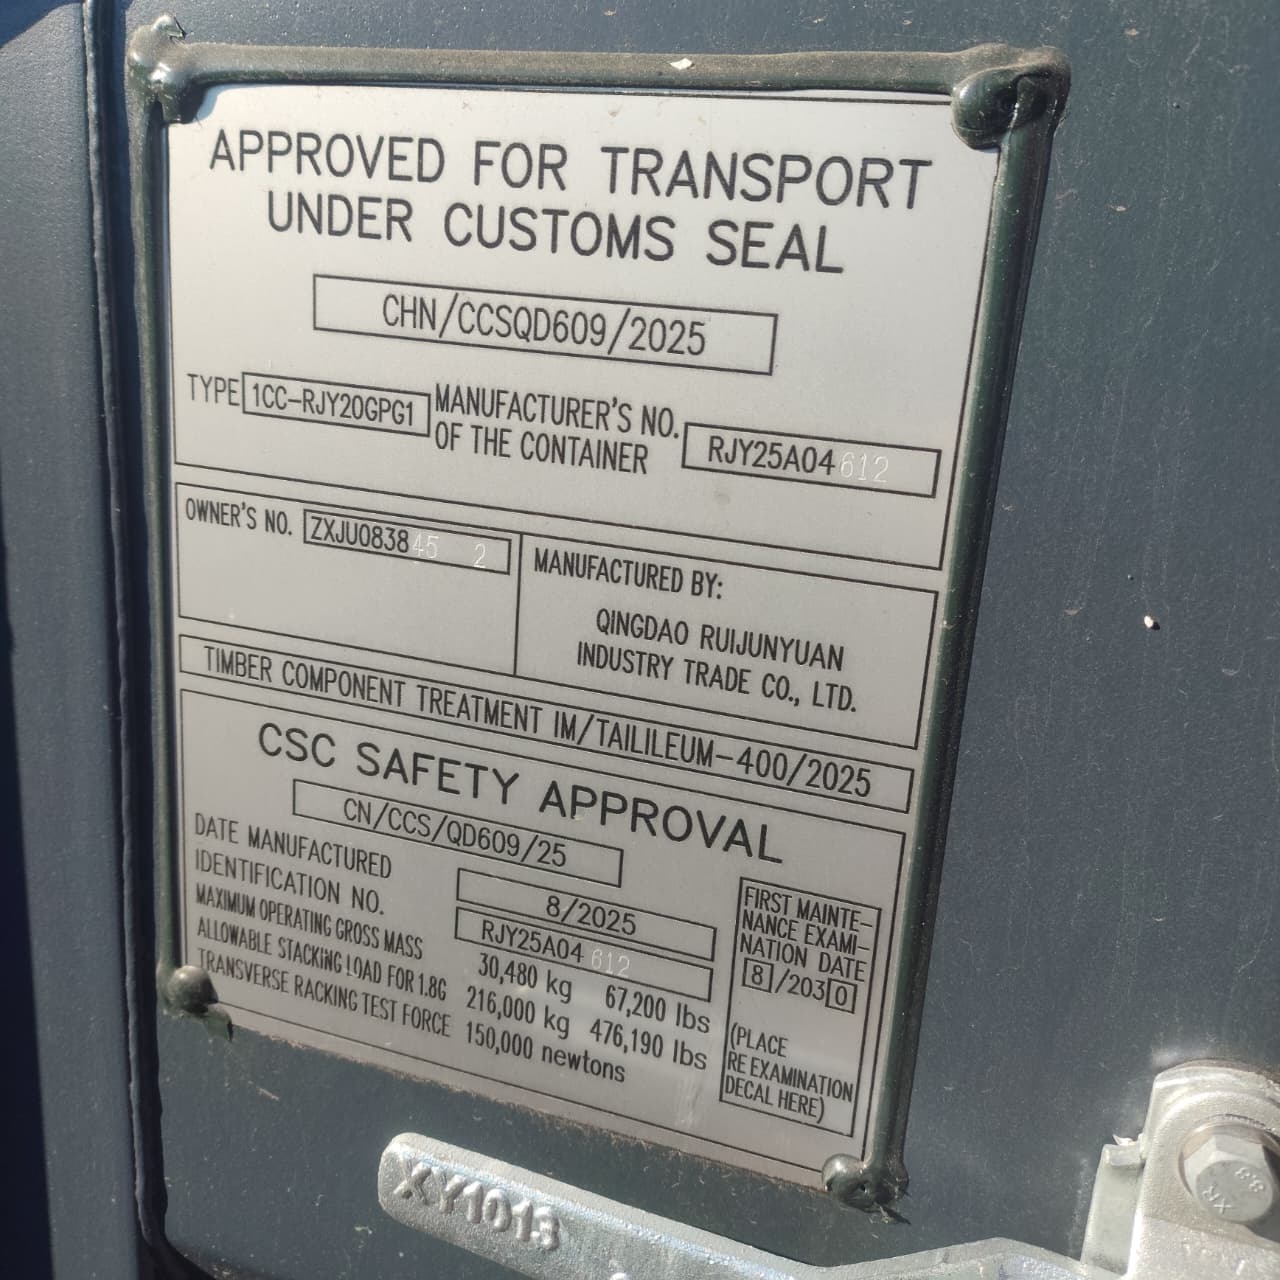 APPROVED FOR TRANSPORT
UNDER CUSTOMS SEAL
CHN/CCSQD609/2025
TYPE 1CC-RJY20GPG1 MANUFACTURER'S NO. OF THE CONTAINER RJY25A04612
OWNER'S NO. ZXJU083845 2
MANUFACTURED BY:
QINGDAO RUIJUNYUAN
INDUSTRY TRADE CO., LTD.
TIMBER COMPONENT TREATMENT IM/TAILILEUM-400/2025
CSC SAFETY APPROVAL
CN/CCS/QD609/25
DATE MANUFACTURED 8/2025
IDENTIFICATION NO. RJY25A04612
MAXIMUM OPERATING GROSS MASS 30,480 kg 67,200 lbs
ALLOWABLE STACKING LOAD FOR 1.8G 216,000 kg 476,190 lbs
TRANSVERSE RACKING TEST FORCE 150,000 newtons
FIRST MAINTE-
NANCE EXAMI-
NATION DATE
8/2030
(PLACE
RE EXAMINATION
DECAL HERE)
XY1013
XR 8.8